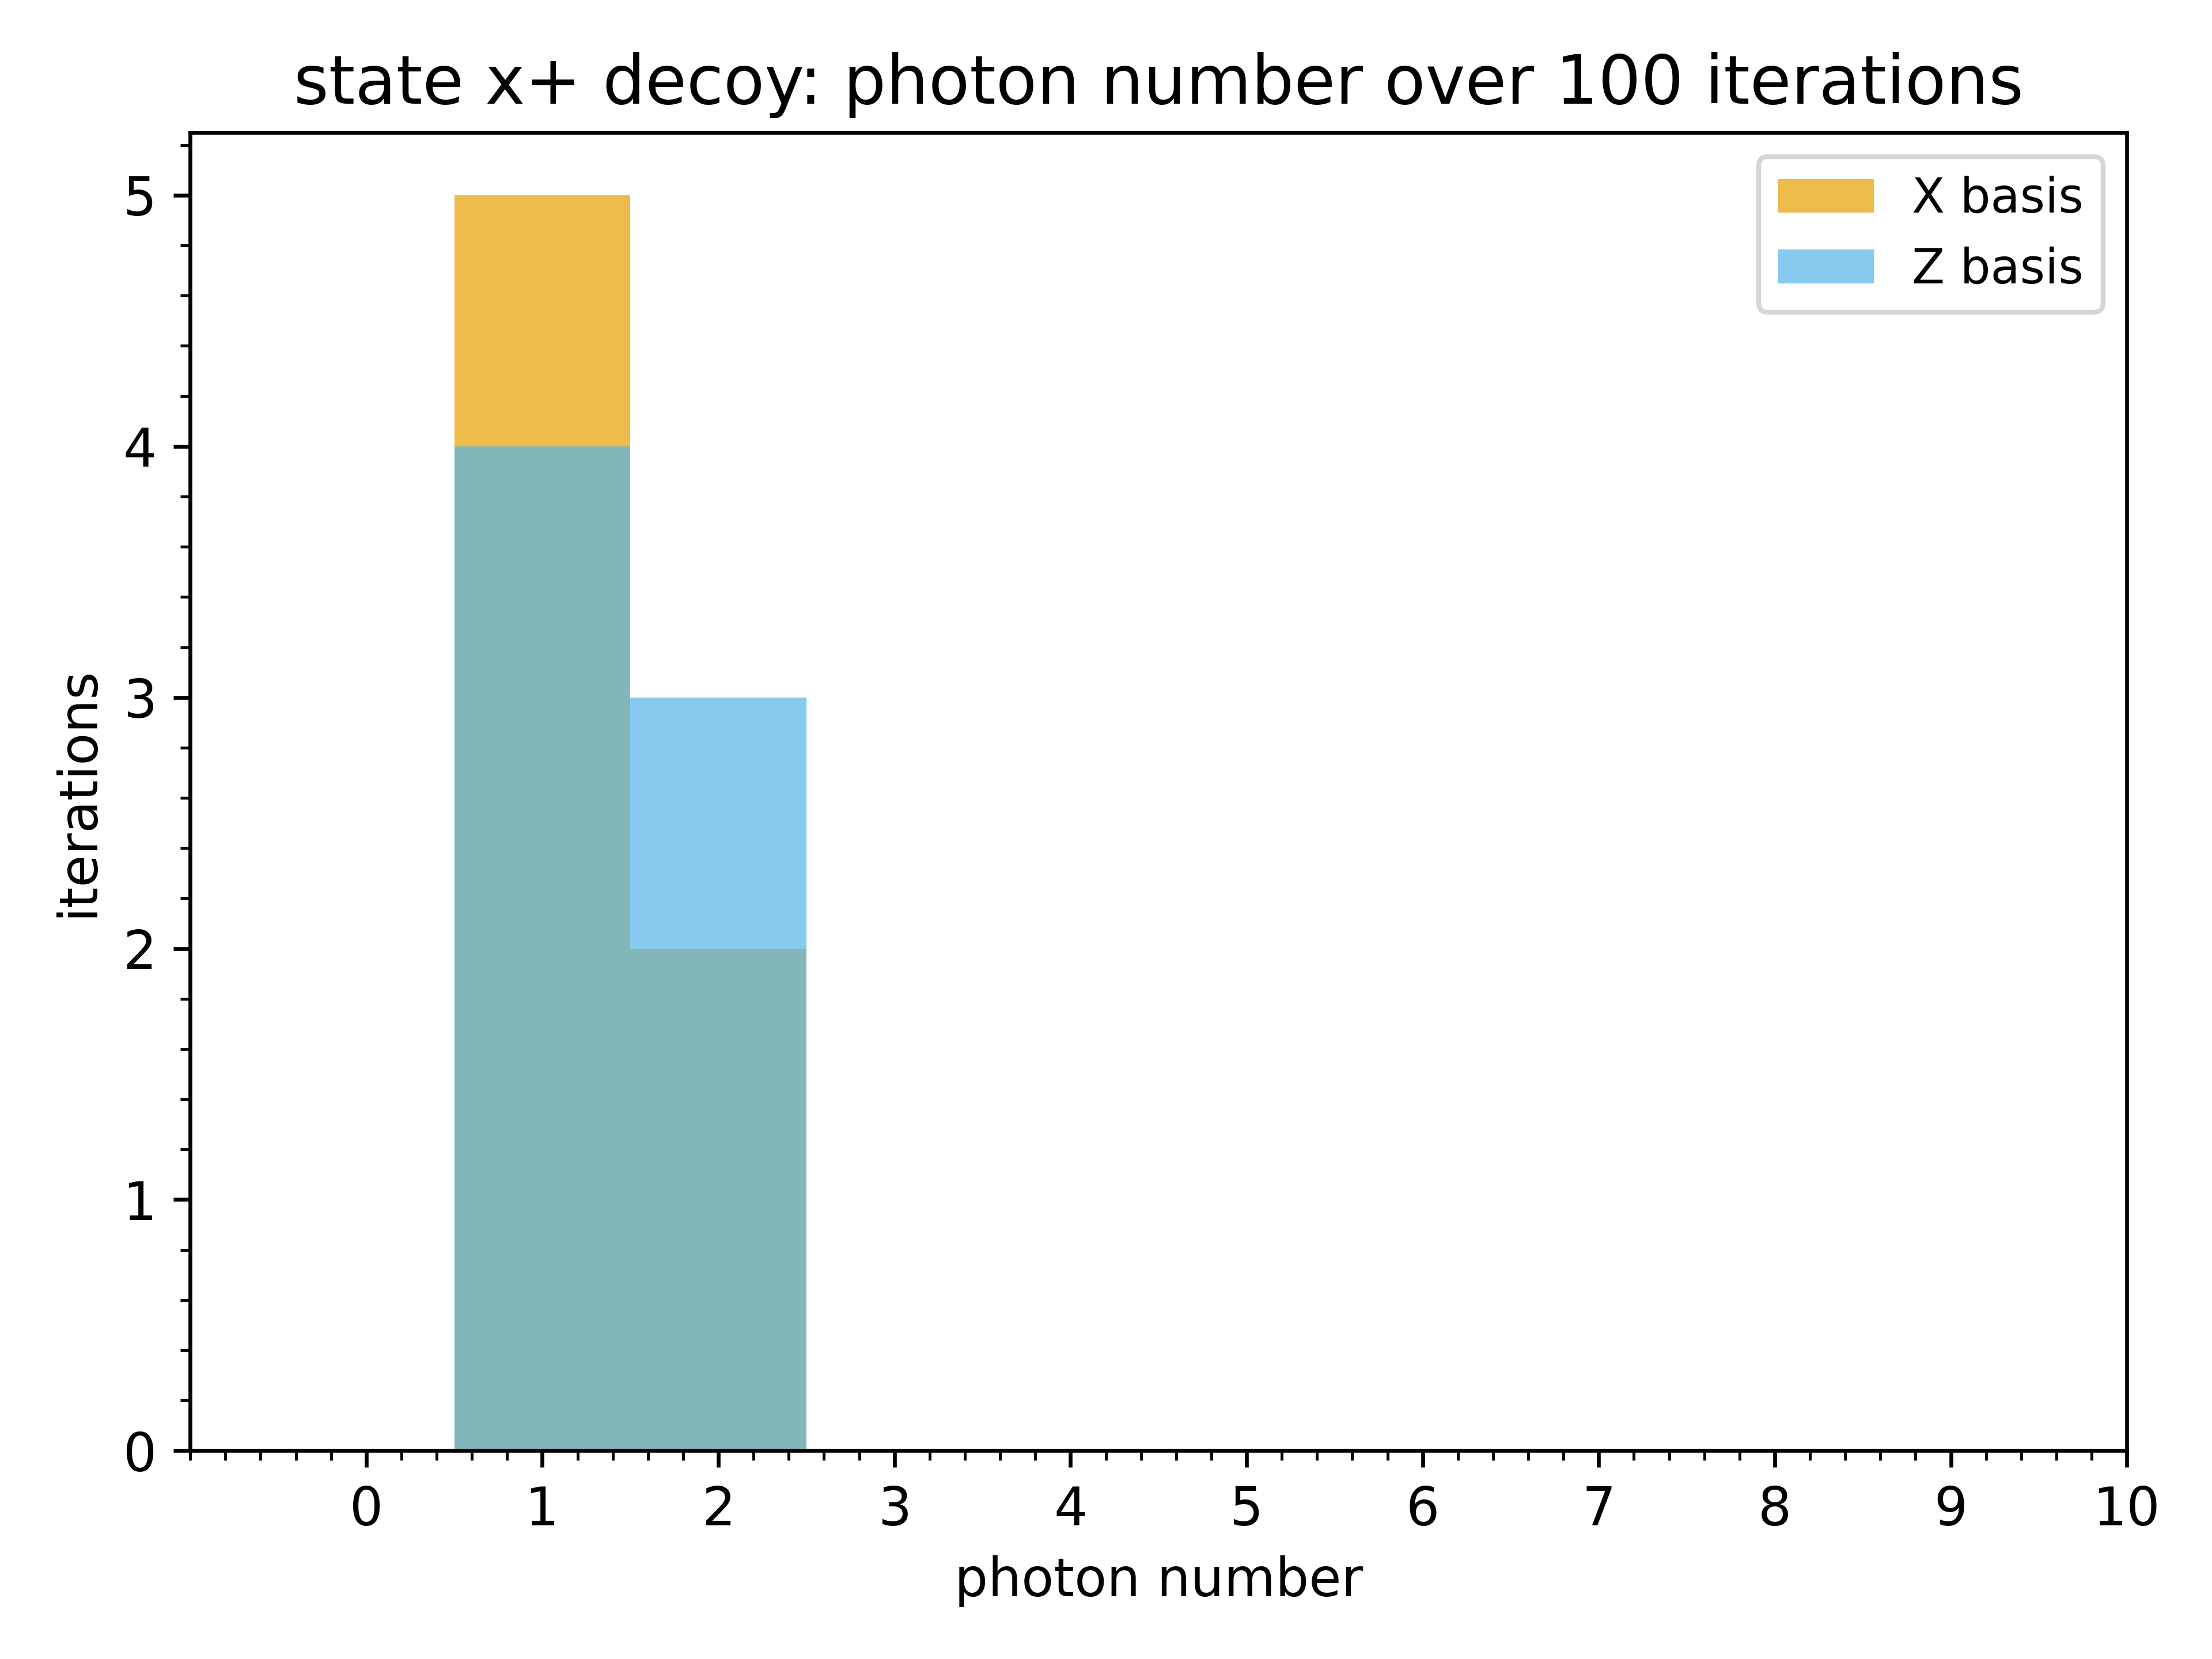 state x+ decoy: photon number over 100 iterations
X basis
Z basis
iterations
5
4
3
2
1
0
0 1 2 3 4 5 6 7 8 9 10
photon number